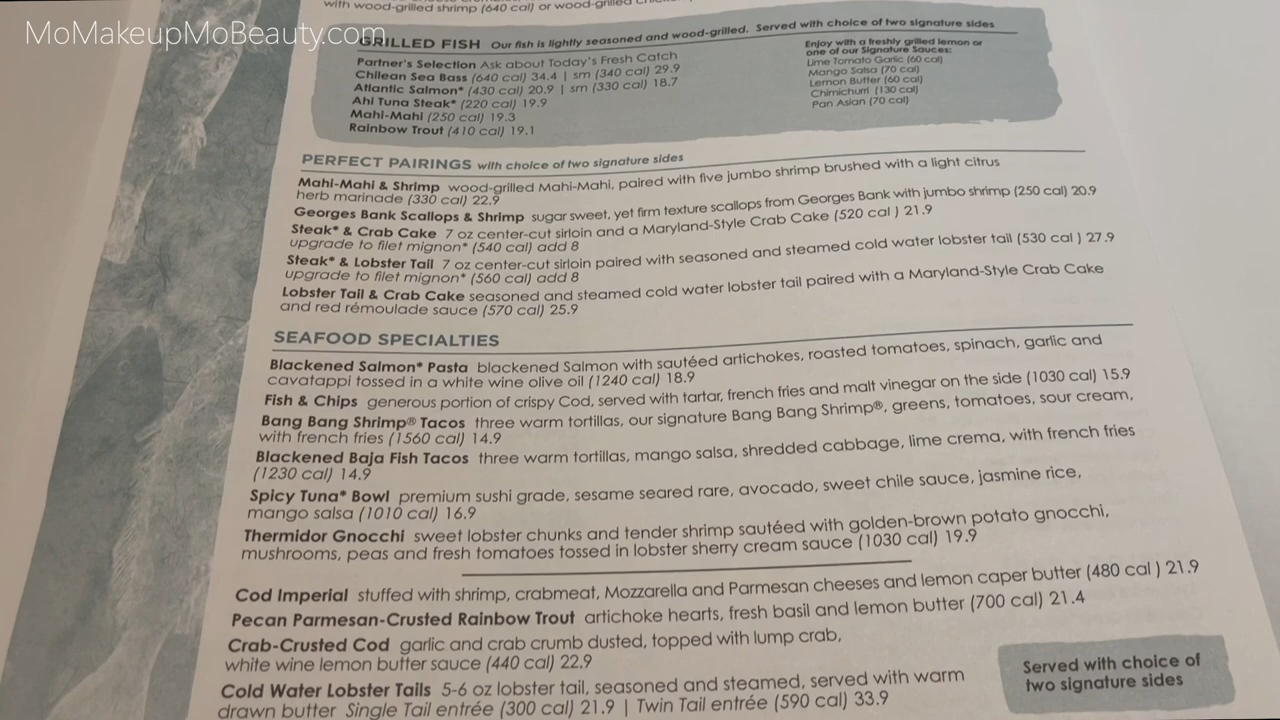 with wood-grilled shrimp (640 cal) or wood-grilled
MoMakeupMoBeauty.com
GRILLED FISH Our fish is lightly seasoned and wood-grilled. Served with choice of two signature sides
Partner's Selection Ask about Today's Fresh Catch
Chilean Sea Bass (640 cal) 34.4 | sm (340 cal) 29.9
Atlantic Salmon* (430 cal) 20.9 | sm (330 cal) 18.7
Ahi Tuna Steak* (220 cal) 19.9
Mahi-Mahi (250 cal) 19.3
Rainbow Trout (410 cal) 19.1
Enjoy with a freshly grilled lemon or
one of our Signature Sauces:
Lime Tomato Garlic (60 cal)
Mango Salsa (70 cal)
Lemon Butter (60 cal)
Chimichurri (130 cal)
Pan Asian (70 cal)
PERFECT PAIRINGS with choice of two signature sides
Mahi-Mahi & Shrimp wood-grilled Mahi-Mahi, paired with five jumbo shrimp brushed with a light citrus
herb marinade (330 cal) 22.9
Georges Bank Scallops & Shrimp sugar sweet, yet firm texture scallops from Georges Bank with jumbo shrimp (250 cal) 20.9
Steak* & Crab Cake 7 oz center-cut sirloin and a Maryland-Style Crab Cake (520 cal ) 21.9
upgrade to filet mignon* (540 cal) add 8
Steak* & Lobster Tail 7 oz center-cut sirloin paired with seasoned and steamed cold water lobster tail (530 cal ) 27.9
upgrade to filet mignon* (560 cal) add 8
Lobster Tail & Crab Cake seasoned and steamed cold water lobster tail paired with a Maryland-Style Crab Cake
and red rémoulade sauce (570 cal) 25.9
SEAFOOD SPECIALTIES
Blackened Salmon* Pasta blackened Salmon with sautéed artichokes, roasted tomatoes, spinach, garlic and
cavatappi tossed in a white wine olive oil (1240 cal) 18.9
Fish & Chips generous portion of crispy Cod, served with tartar, french fries and malt vinegar on the side (1030 cal) 15.9
Bang Bang Shrimp® Tacos three warm tortillas, our signature Bang Bang Shrimp®, greens, tomatoes, sour cream,
with french fries (1560 cal) 14.9
Blackened Baja Fish Tacos three warm tortillas, mango salsa, shredded cabbage, lime crema, with french fries
(1230 cal) 14.9
Spicy Tuna* Bowl premium sushi grade, sesame seared rare, avocado, sweet chile sauce, jasmine rice,
mango salsa (1010 cal) 16.9
Thermidor Gnocchi sweet lobster chunks and tender shrimp sautéed with golden-brown potato gnocchi,
mushrooms, peas and fresh tomatoes tossed in lobster sherry cream sauce (1030 cal) 19.9
Cod Imperial stuffed with shrimp, crabmeat, Mozzarella and Parmesan cheeses and lemon caper butter (480 cal ) 21.9
Pecan Parmesan-Crusted Rainbow Trout artichoke hearts, fresh basil and lemon butter (700 cal) 21.4
Crab-Crusted Cod garlic and crab crumb dusted, topped with lump crab,
white wine lemon butter sauce (440 cal) 22.9
Cold Water Lobster Tails 5-6 oz lobster tail, seasoned and steamed, served with warm
drawn butter Single Tail entrée (300 cal) 21.9 | Twin Tail entrée (590 cal) 33.9
Served with choice of
two signature sides